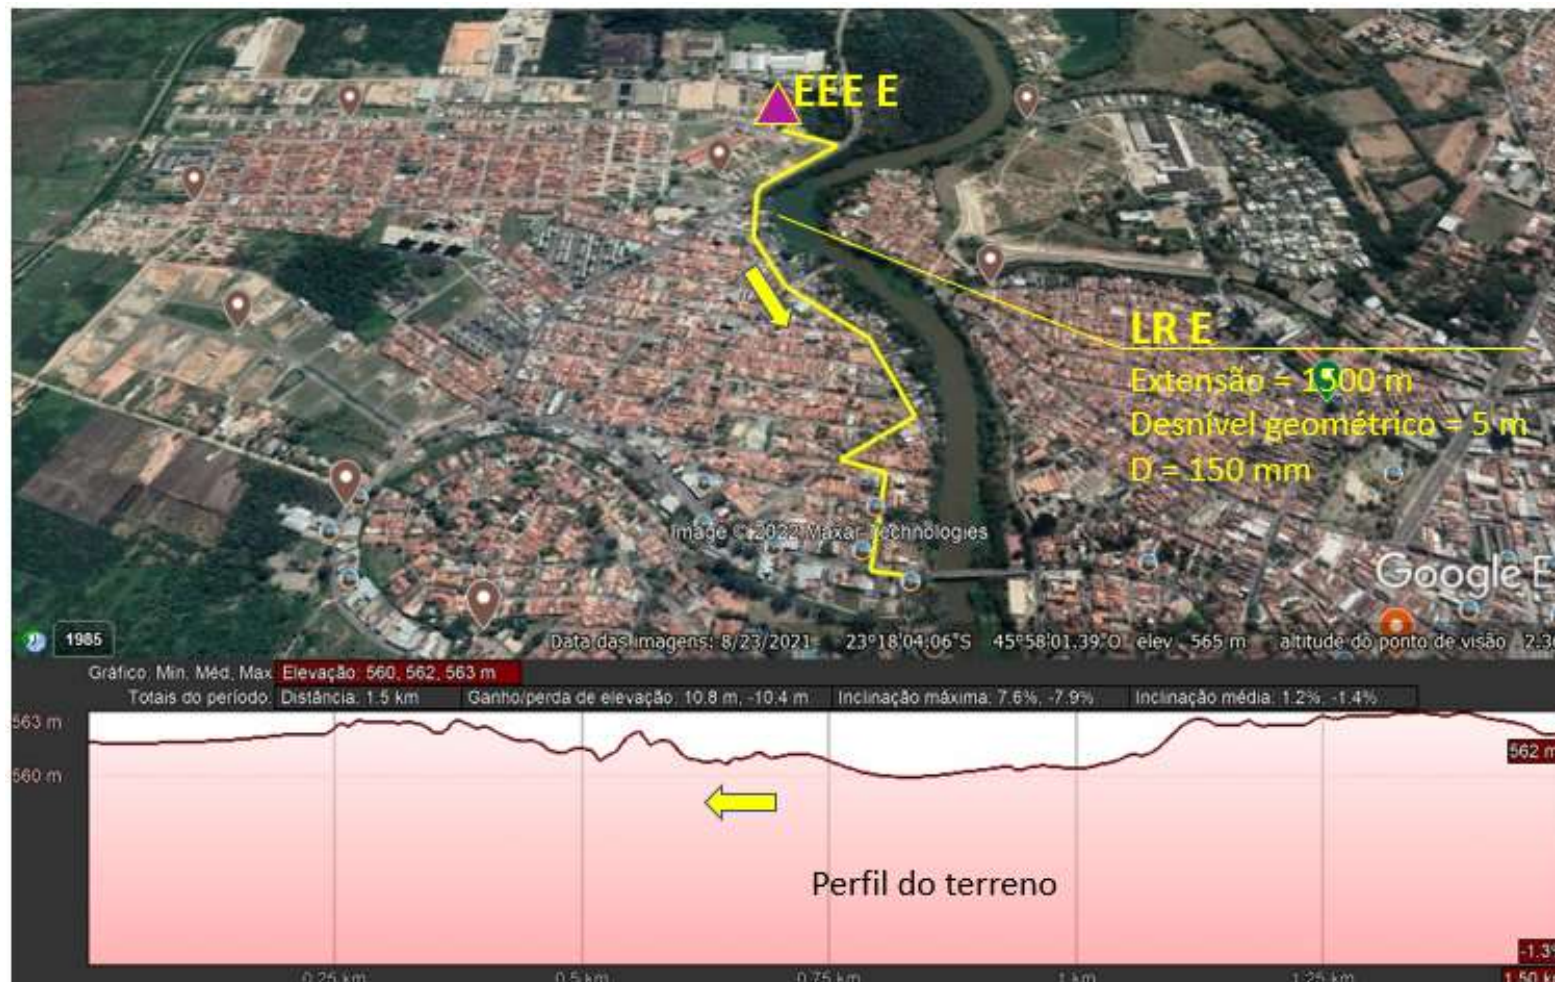 EEE E
LR E
Extensão = 1500 m
Desnível geométrico = 5 m
D = 150 mm
Image © 2022 Maxar Technologies
Google E
1985
Data das imagens: 8/23/2021 23°18'04.06"S 45°58'01.39"O elev 565 m altitude do ponto de visão 2.3
Gráfico: Min. Méd. Max Elevação: 560, 562, 563 m
Totais do período: Distância: 1.5 km Ganho/perda de elevação: 10.8 m, -10.4 m Inclinação máxima: 7.6%, -7.9% Inclinação média: 1.2%, -1.4%
563 m
562 m
560 m
Perfil do terreno
-1.3%
0.25 km 0.5 km 0.75 km 1 km 1.25 km 1.50 km